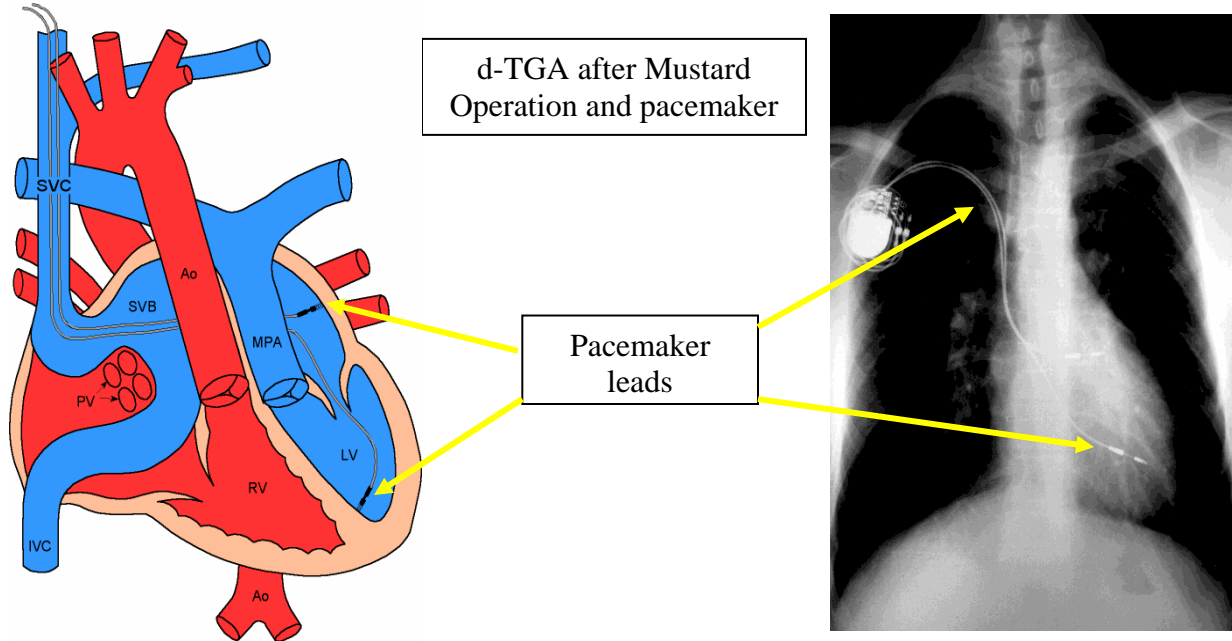 d-TGA after Mustard
Operation and pacemaker
SVC
Ao
SVB
MPA
PV
LV
RV
IVC
Ao
Pacemaker
leads